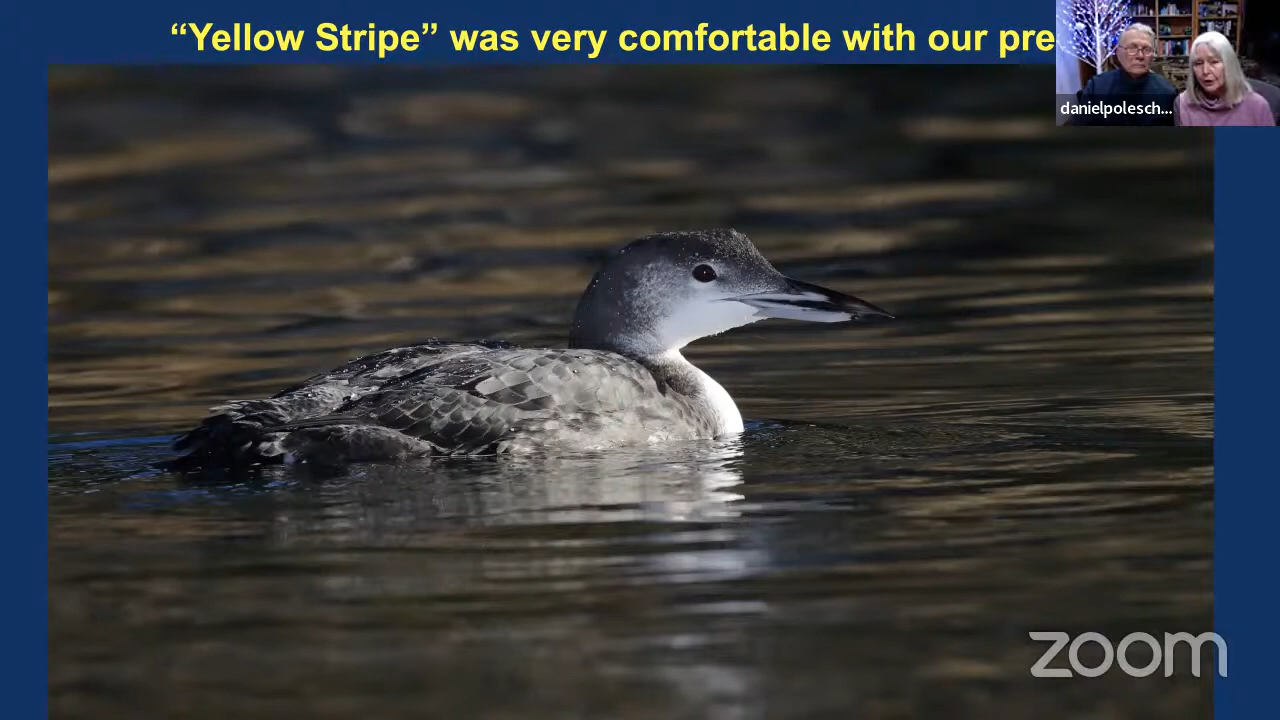 “Yellow Stripe” was very comfortable with our pre
danielpolesch...
zoom